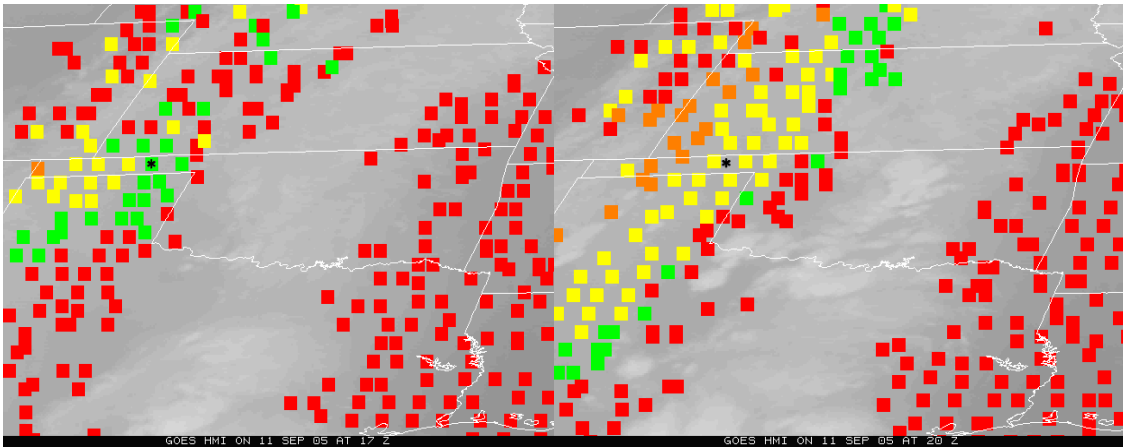 GOES HMI ON 11 SEP 05 AT 17 Z
GOES HMI ON 11 SEP 05 AT 20 Z